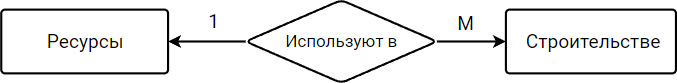 Ресурсы
1
Используют в
М
Строительстве